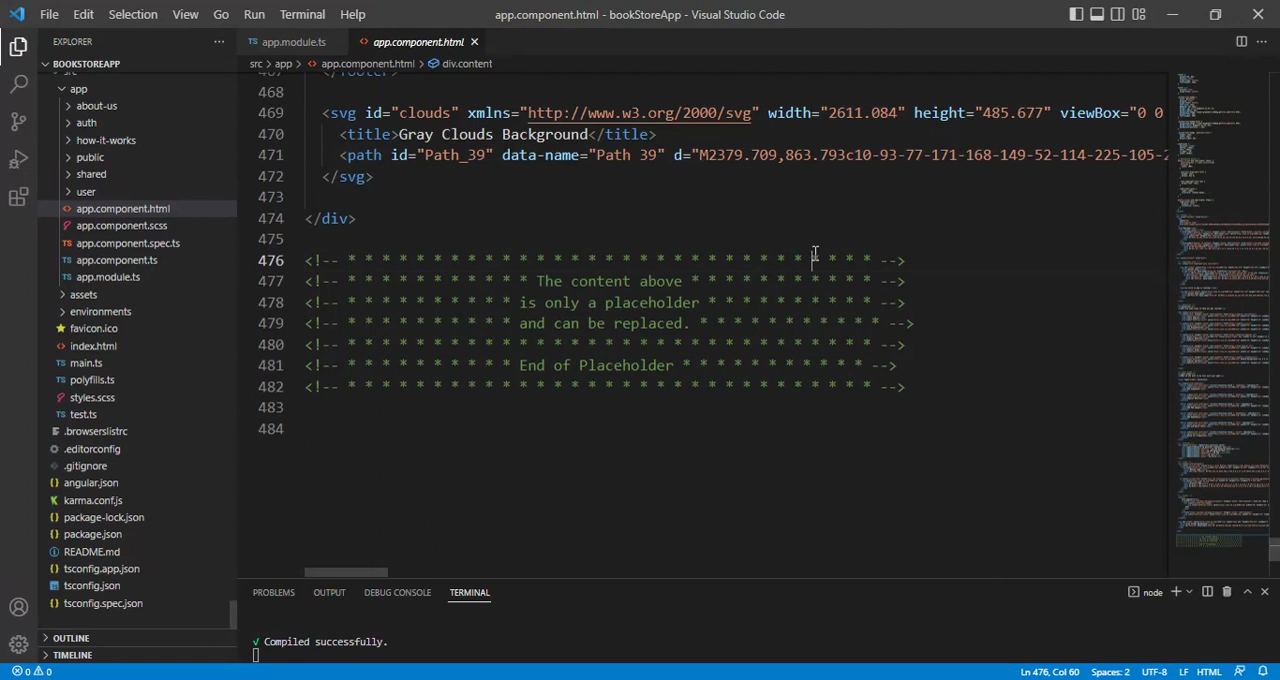 File Edit Selection View Go Run Terminal Help app.component.html - bookStoreApp - Visual Studio Code
EXPLORER ···
app.module.ts <> app.component.html
BOOKSTOREAPP
src > app > <> app.component.html > div.content
src
app
about-us
auth
how-it-works
public
shared
user
<> app.component.html
app.component.scss
app.component.spec.ts
app.component.ts
app.module.ts
assets
environments
favicon.ico
<> index.html
main.ts
polyfills.ts
styles.scss
test.ts
.browserslistrc
.editorconfig
.gitignore
angular.json
karma.conf.js
package-lock.json
package.json
README.md
tsconfig.app.json
tsconfig.json
tsconfig.spec.json
OUTLINE
TIMELINE
467 </footer>
468
469 <svg id="clouds" xmlns="http://www.w3.org/2000/svg" width="2611.084" height="485.677" viewBox="0 0
470 <title>Gray Clouds Background</title>
471 <path id="Path_39" data-name="Path 39" d="M2379.709,863.793c10-93-77-171-168-149-52-114-225-105-2
472 </svg>
473
474 </div>
475
476 <!-- * * * * * * * * * * * * * * * * * * * * * * * * * * * * * * * -->
477 <!-- * * * * * * * * * * * The content above * * * * * * * * * * * -->
478 <!-- * * * * * * * * * * is only a placeholder * * * * * * * * * * -->
479 <!-- * * * * * * * * * * and can be replaced. * * * * * * * * * * * -->
480 <!-- * * * * * * * * * * * * * * * * * * * * * * * * * * * * * * * -->
481 <!-- * * * * * * * * * * End of Placeholder * * * * * * * * * * * -->
482 <!-- * * * * * * * * * * * * * * * * * * * * * * * * * * * * * * * -->
483
484
PROBLEMS OUTPUT DEBUG CONSOLE TERMINAL node
√ Compiled successfully.
0 0 Ln 476, Col 60 Spaces: 2 UTF-8 LF HTML